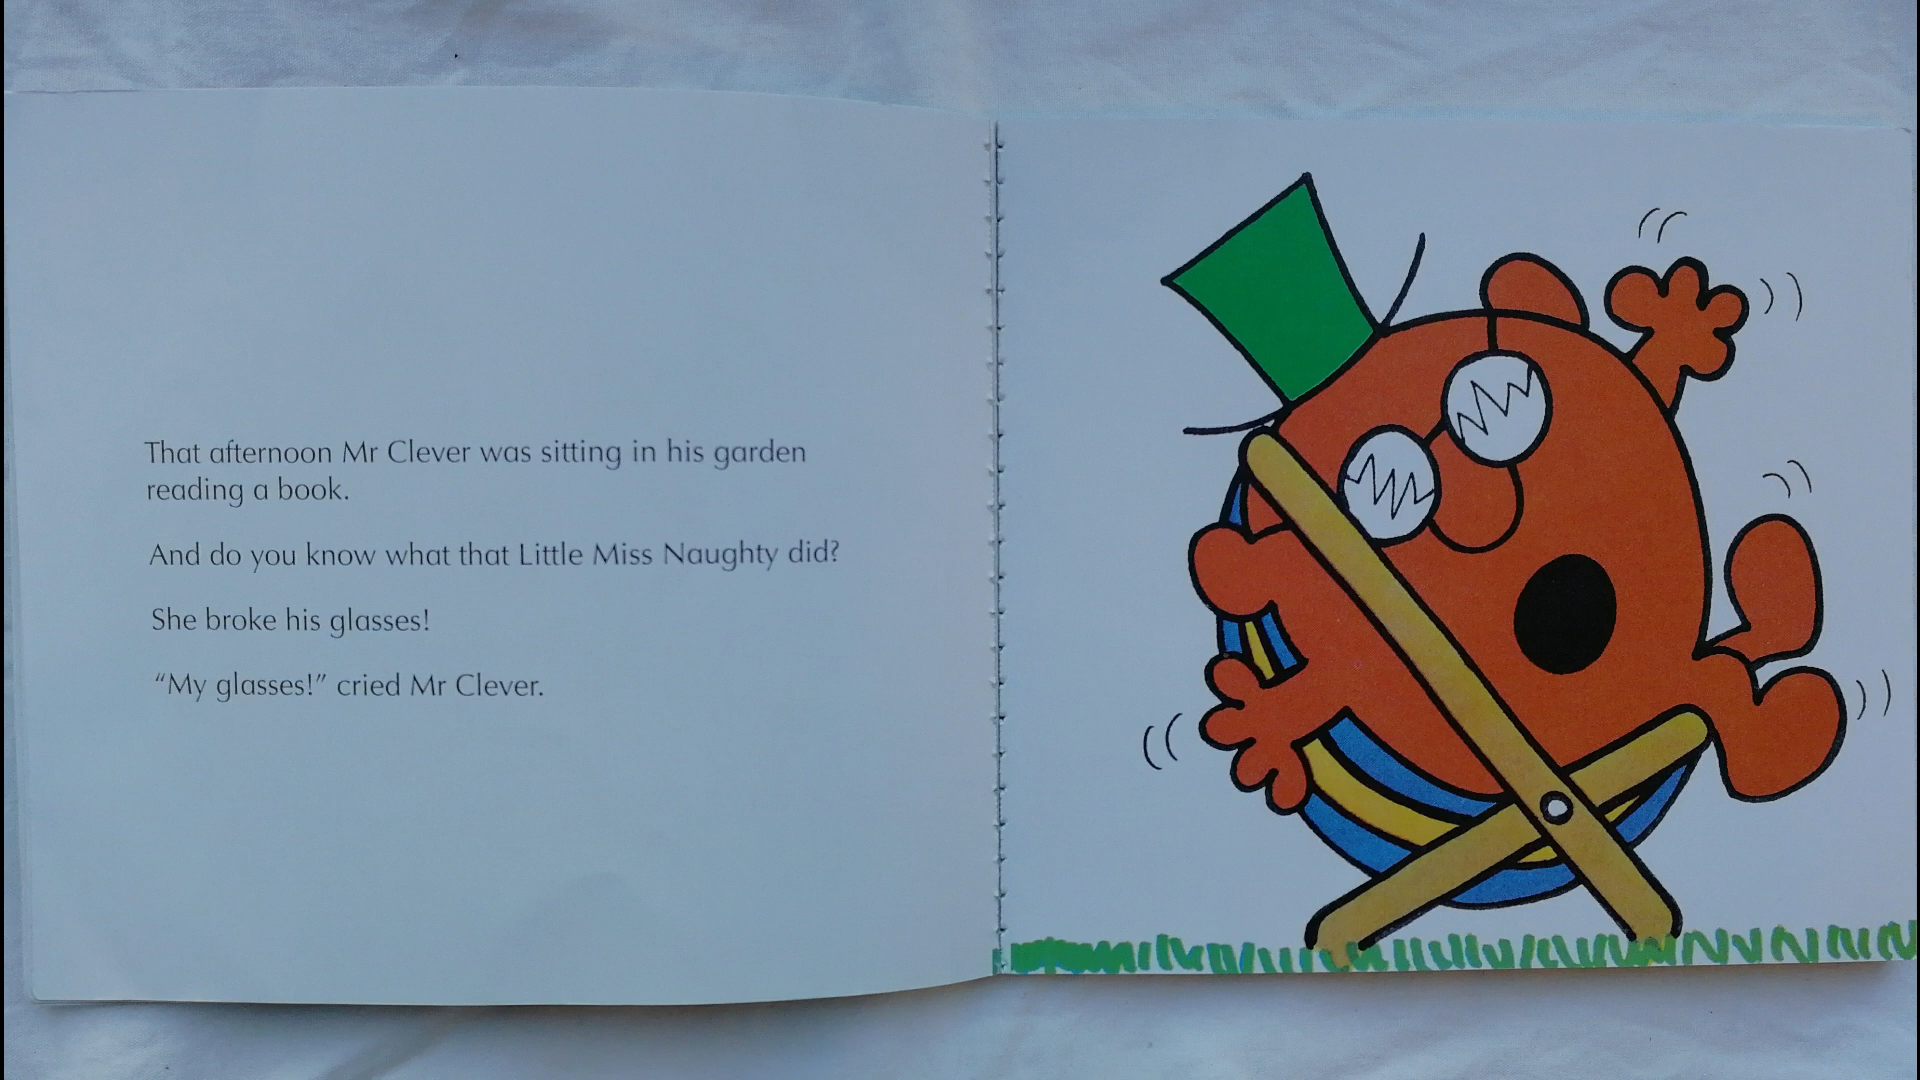 That afternoon Mr Clever was sitting in his garden
reading a book.
And do you know what that Little Miss Naughty did?
She broke his glasses!
“My glasses!” cried Mr Clever.